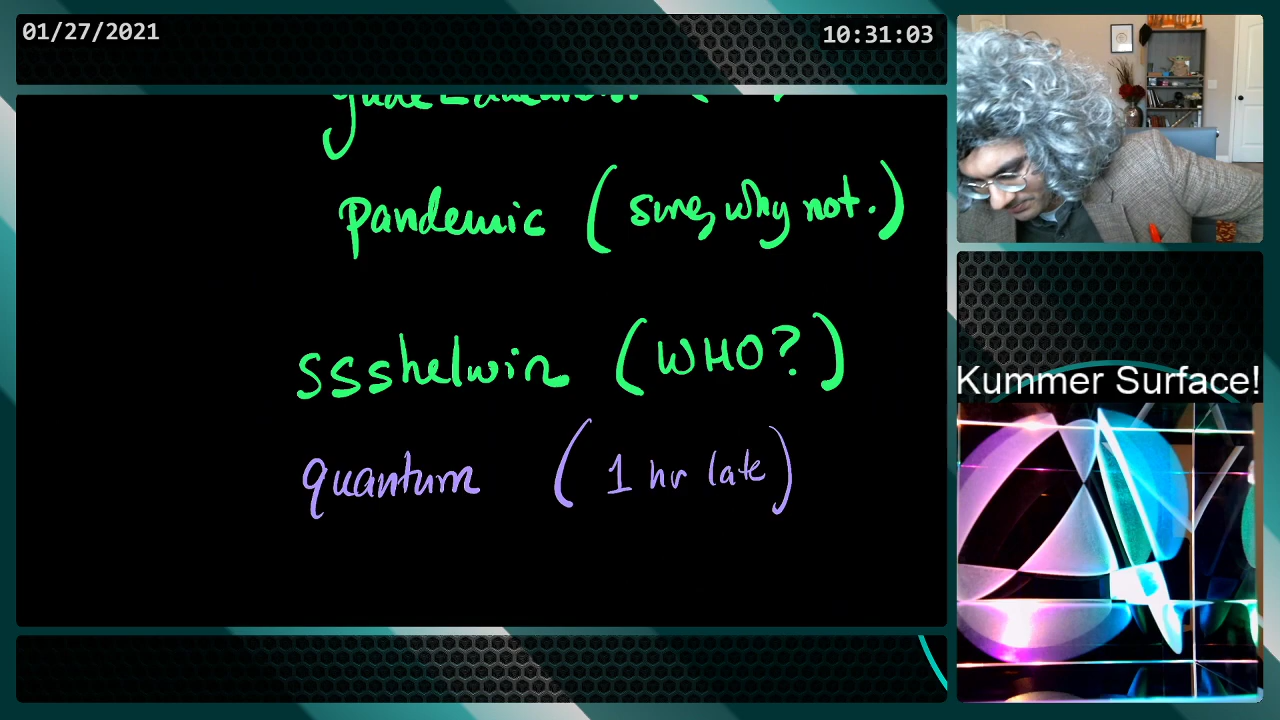 01/27/2021
10:31:03
pandemic (sure, why not.)
ssshelwin (WHO?)
quantum (1 hr late)
Kummer Surface!